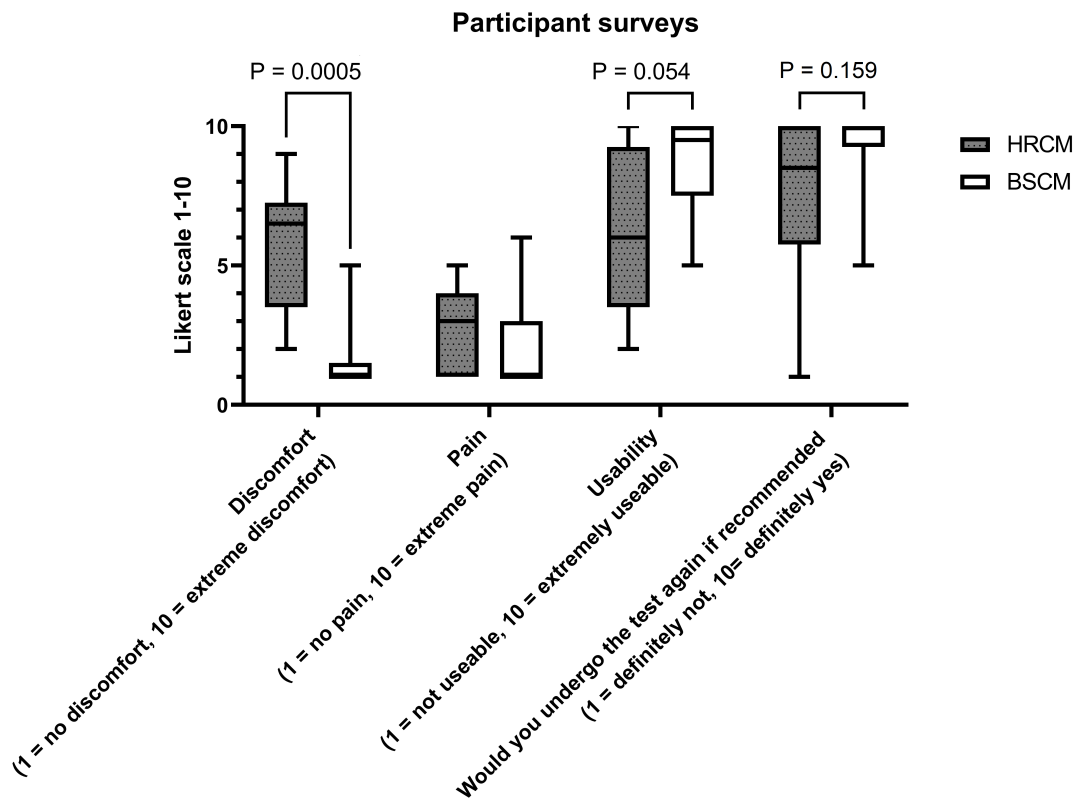 Participant surveys
P = 0.0005
P = 0.054
P = 0.159
HRCM
BSCM
Likert scale 1-10
10
5
0
Discomfort
(1 = no discomfort, 10 = extreme discomfort)
Pain
(1 = no pain, 10 = extreme pain)
Usability
(1 = not useable, 10 = extremely useable)
Would you undergo the test again if recommended
(1 = definitely not, 10= definitely yes)